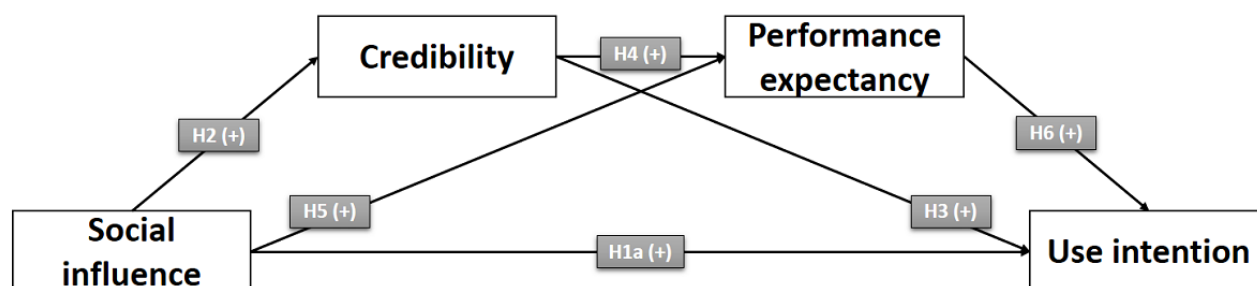 Credibility
H4 (+)
Performance
expectancy
H2 (+)
H6 (+)
H5 (+)
H3 (+)
Social
influence
H1a (+)
Use intention